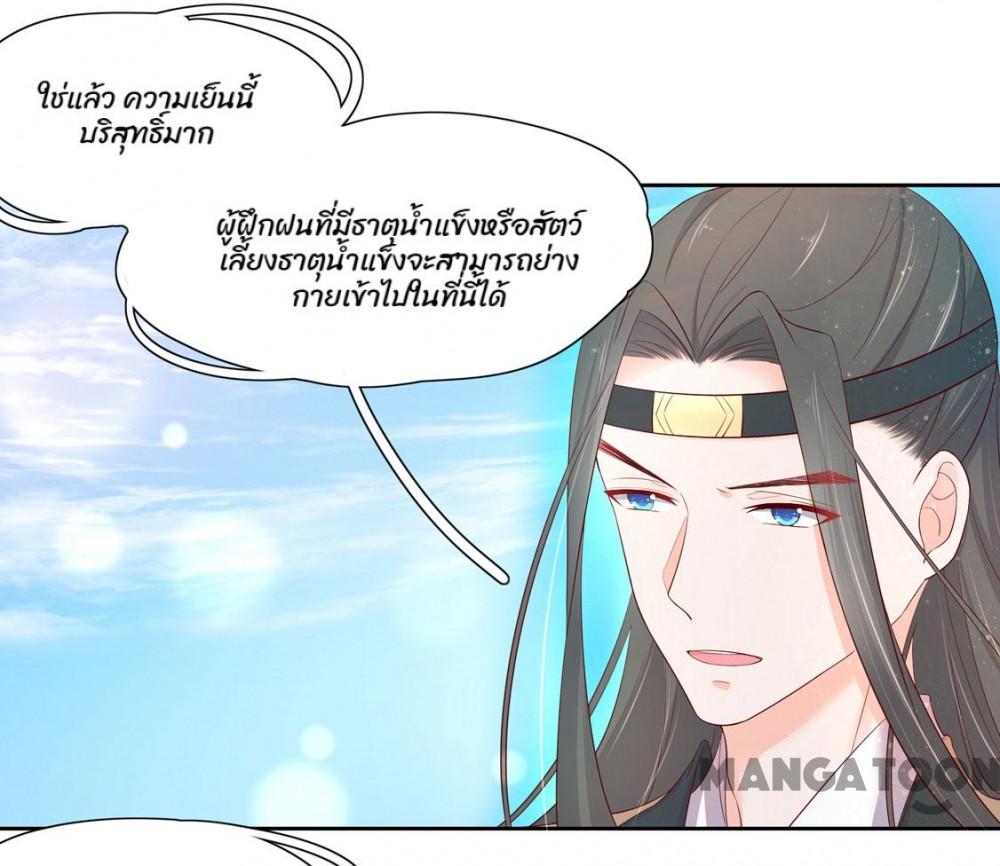 ใช่แล้ว ความเย็นนี้
บริสุทธิ์มาก
ผู้ฝึกฝนที่มีธาตุน้ำแข็งหรือสัตว์
เลี้ยงธาตุน้ำแข็งจะสามารถย่าง
กายเข้าไปในที่นี้ได้
MANGATOON